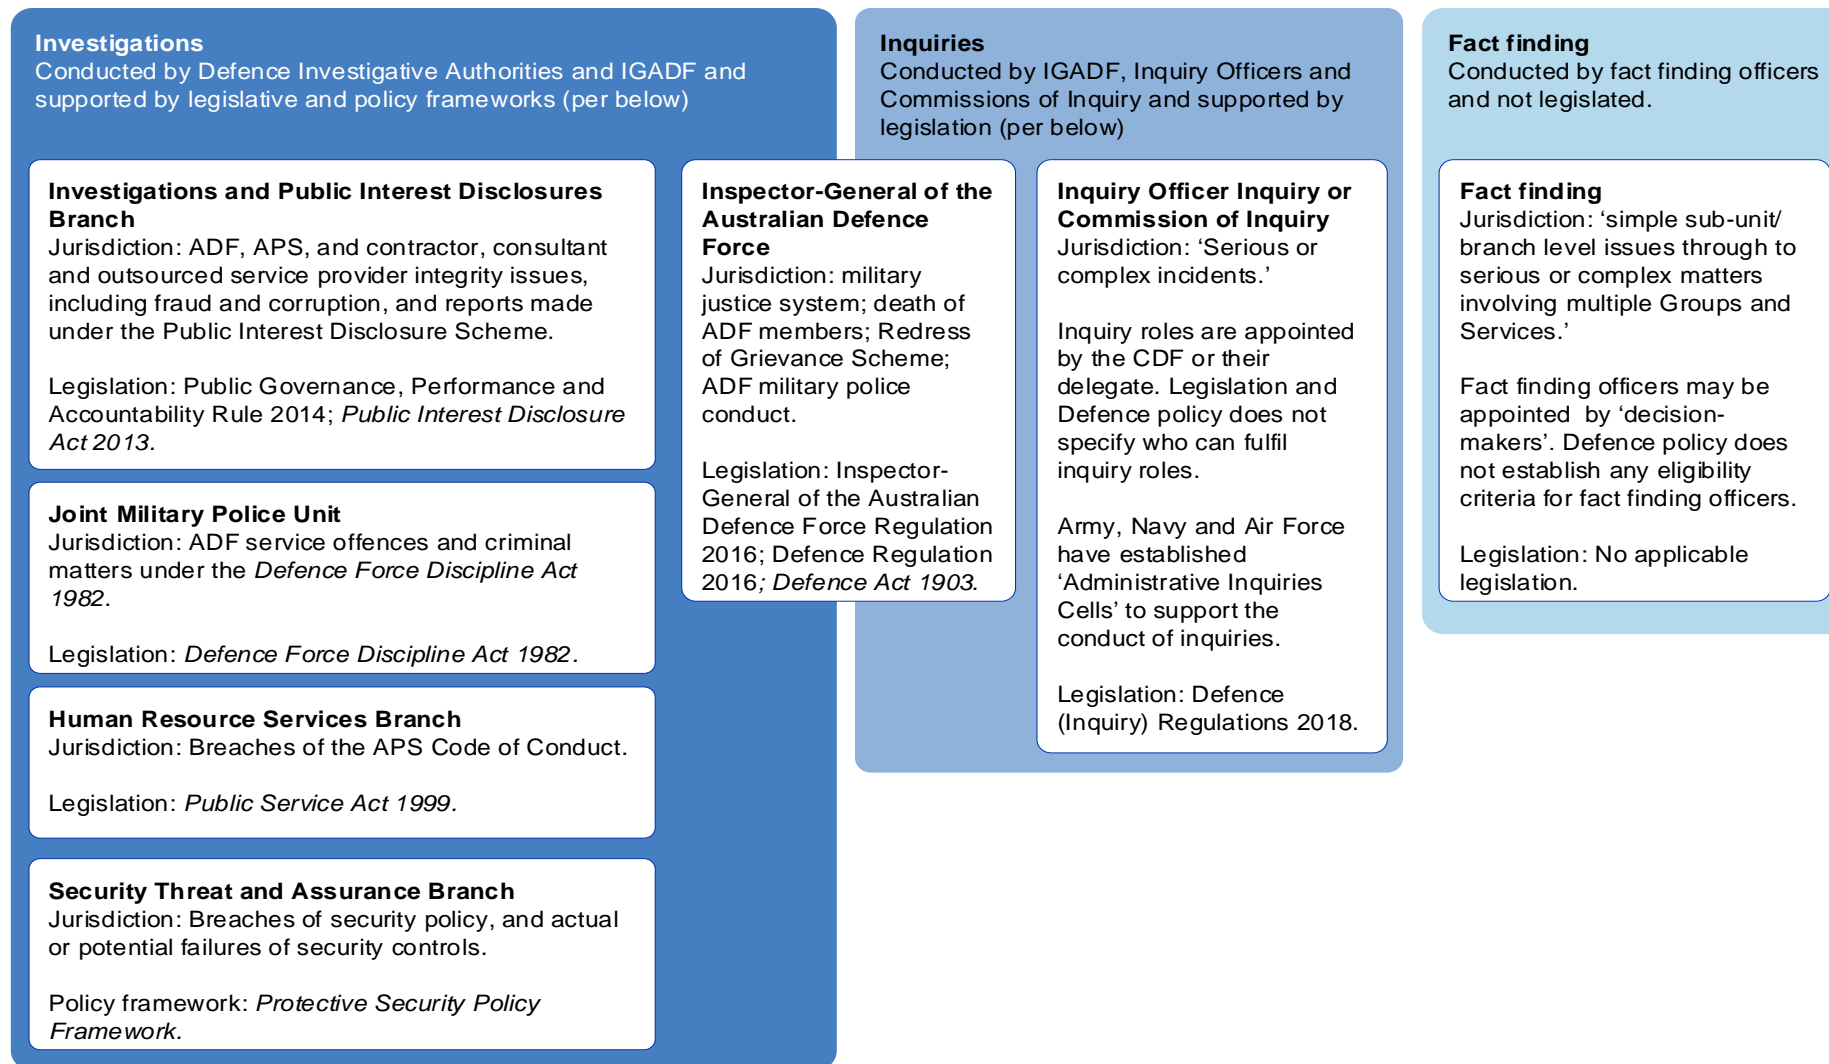 Investigations
Conducted by Defence Investigative Authorities and IGADF and
supported by legislative and policy frameworks (per below)
Investigations and Public Interest Disclosures
Branch
Jurisdiction: ADF, APS, and contractor, consultant
and outsourced service provider integrity issues,
including fraud and corruption, and reports made
under the Public Interest Disclosure Scheme.
Legislation: Public Governance, Performance and
Accountability Rule 2014; Public Interest Disclosure
Act 2013.
Joint Military Police Unit
Jurisdiction: ADF service offences and criminal
matters under the Defence Force Discipline Act
1982.
Legislation: Defence Force Discipline Act 1982.
Human Resource Services Branch
Jurisdiction: Breaches of the APS Code of Conduct.
Legislation: Public Service Act 1999.
Security Threat and Assurance Branch
Jurisdiction: Breaches of security policy, and actual
or potential failures of security controls.
Policy framework: Protective Security Policy
Framework.
Inspector-General of the
Australian Defence
Force
Jurisdiction: military
justice system; death of
ADF members; Redress
of Grievance Scheme;
ADF military police
conduct.
Legislation: Inspector-
General of the Australian
Defence Force Regulation
2016; Defence Regulation
2016; Defence Act 1903.
Inquiries
Conducted by IGADF, Inquiry Officers and
Commissions of Inquiry and supported by
legislation (per below)
Inquiry Officer Inquiry or
Commission of Inquiry
Jurisdiction: ‘Serious or
complex incidents.’
Inquiry roles are appointed
by the CDF or their
delegate. Legislation and
Defence policy does not
specify who can fulfil
inquiry roles.
Army, Navy and Air Force
have established
‘Administrative Inquiries
Cells’ to support the
conduct of inquiries.
Legislation: Defence
(Inquiry) Regulations 2018.
Fact finding
Conducted by fact finding officers
and not legislated.
Fact finding
Jurisdiction: ‘simple sub-unit/
branch level issues through to
serious or complex matters
involving multiple Groups and
Services.’
Fact finding officers may be
appointed by ‘decision-
makers’. Defence policy does
not establish any eligibility
criteria for fact finding officers.
Legislation: No applicable
legislation.